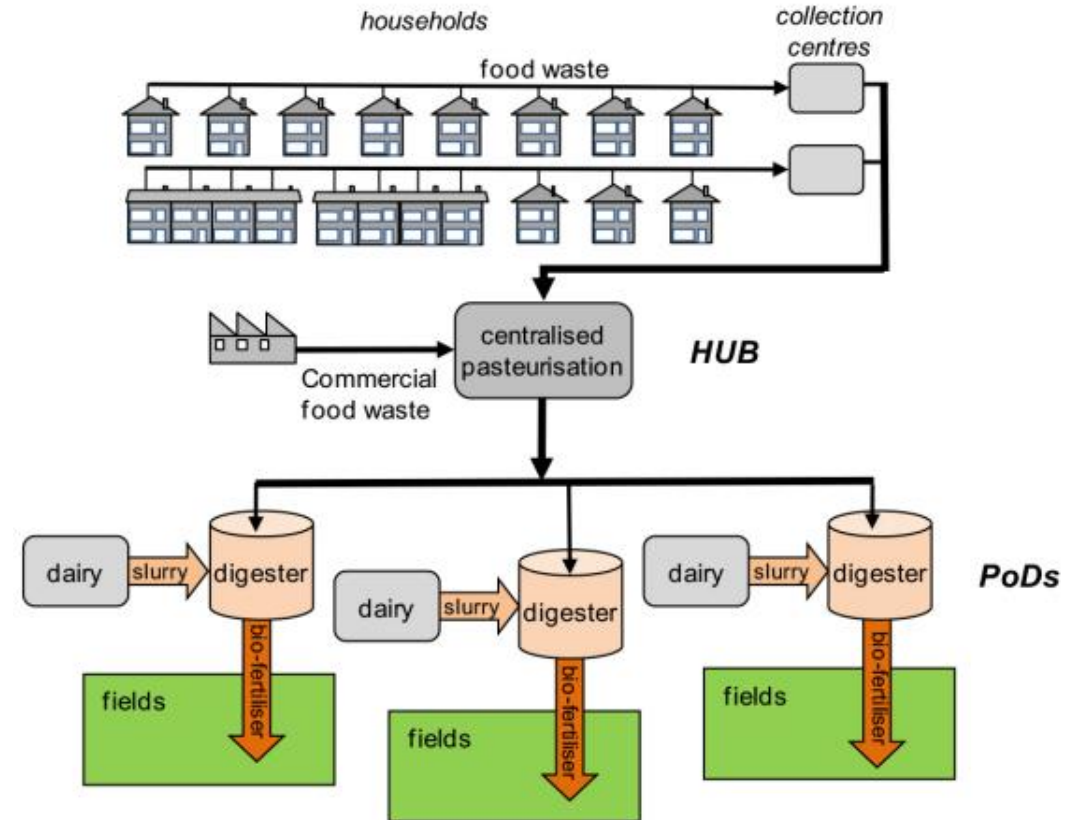 households
collection
centres
food waste
centralised
pasteurisation
HUB
Commercial
food waste
dairy
slurry
digester
dairy
slurry
digester
dairy
slurry
digester
PoDs
bio-fertiliser
fields
bio-fertiliser
fields
bio-fertiliser
fields